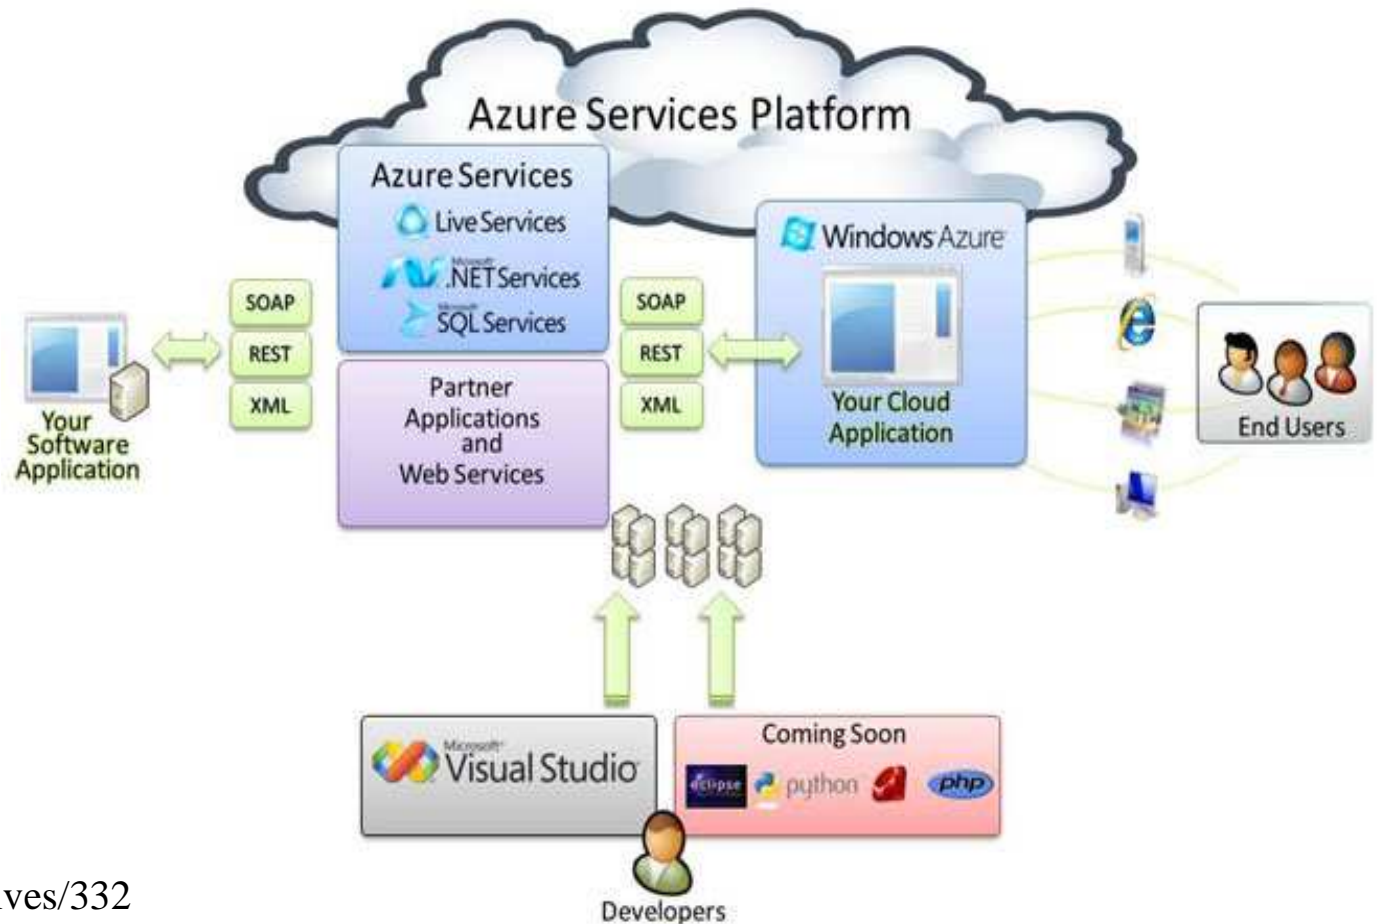 Azure Services Platform
Azure Services
Live Services
Microsoft
.NET Services
Microsoft
SQL Services
Partner
Applications
and
Web Services
SOAP
REST
XML
Your
Software
Application
SOAP
REST
XML
Windows Azure
Your Cloud
Application
End Users
Microsoft
Visual Studio
Coming Soon
eclipse
python
php
Developers
ves/332